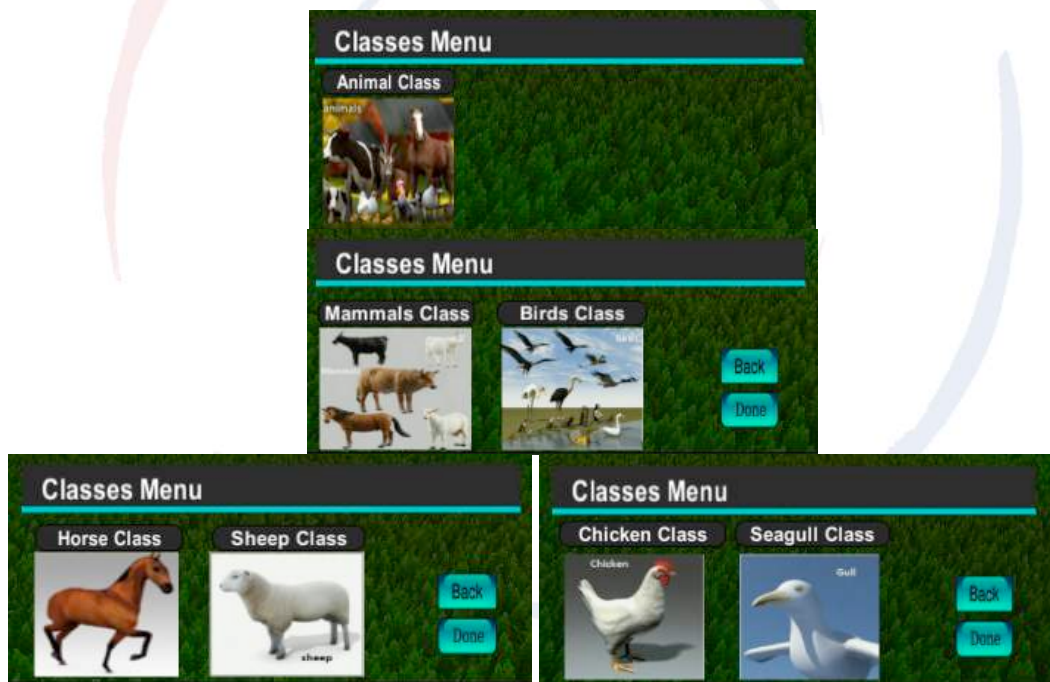 Classes Menu
Animal Class
animals
Classes Menu
Mammals Class
Birds Class
Back
Done
Classes Menu
Horse Class
Sheep Class
sheep
Back
Done
Classes Menu
Chicken Class
Seagull Class
Chicken
Gull
Back
Done